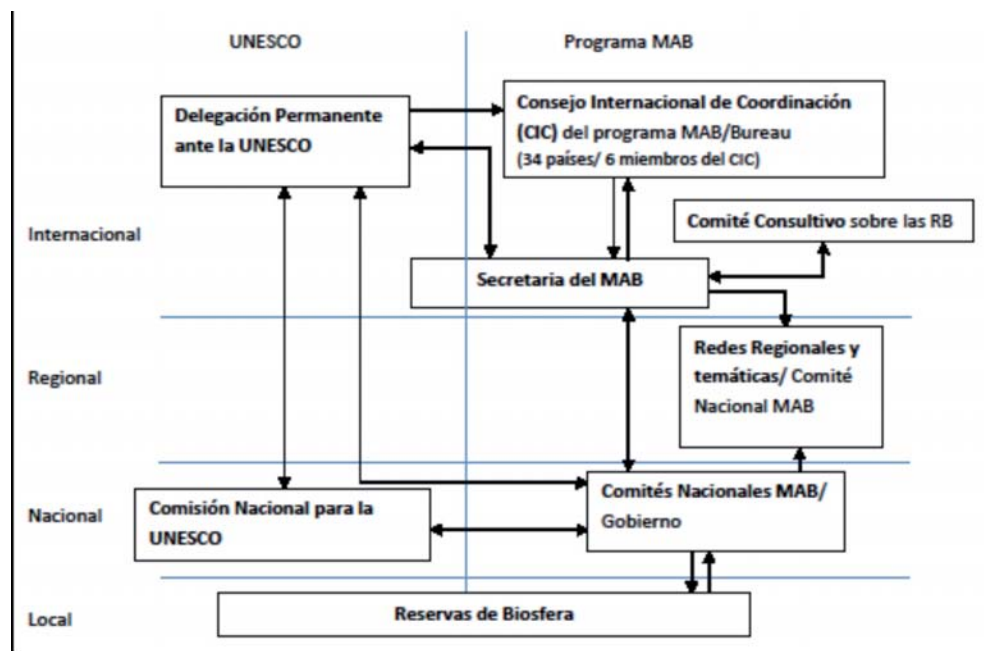 UNESCO
Programa MAB
Delegación Permanente
ante la UNESCO
Consejo Internacional de Coordinación
(CIC) del programa MAB/Bureau
(34 países/ 6 miembros del CIC)
Internacional
Comité Consultivo sobre las RB
Secretaria del MAB
Regional
Redes Regionales y
temáticas/ Comité
Nacional MAB
Nacional
Comisión Nacional para la
UNESCO
Comités Nacionales MAB/
Gobierno
Local
Reservas de Biosfera